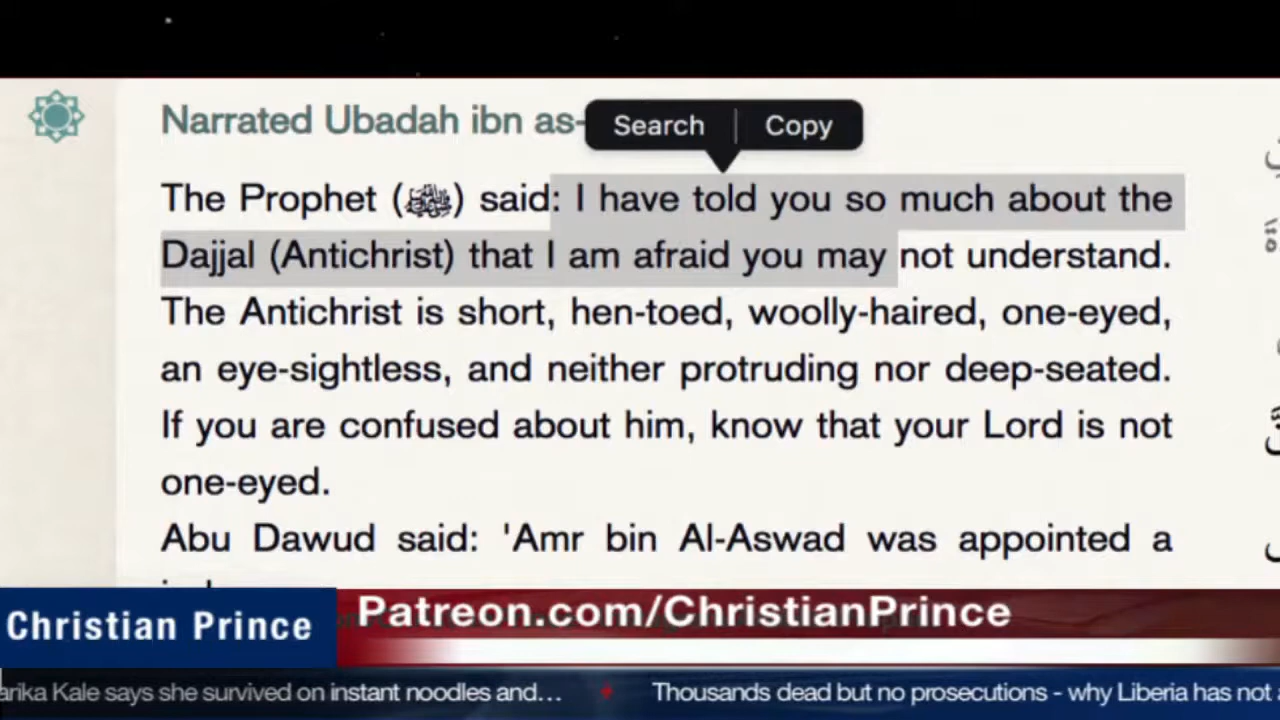 Narrated Ubadah ibn as-
Search
Copy
The Prophet (ﷺ) said: I have told you so much about the
Dajjal (Antichrist) that I am afraid you may not understand.
The Antichrist is short, hen-toed, woolly-haired, one-eyed,
an eye-sightless, and neither protruding nor deep-seated.
If you are confused about him, know that your Lord is not
one-eyed.
Abu Dawud said: 'Amr bin Al-Aswad was appointed a
Christian Prince
Patreon.com/ChristianPrince
arika Kale says she survived on instant noodles and…
Thousands dead but no prosecutions - why Liberia has not